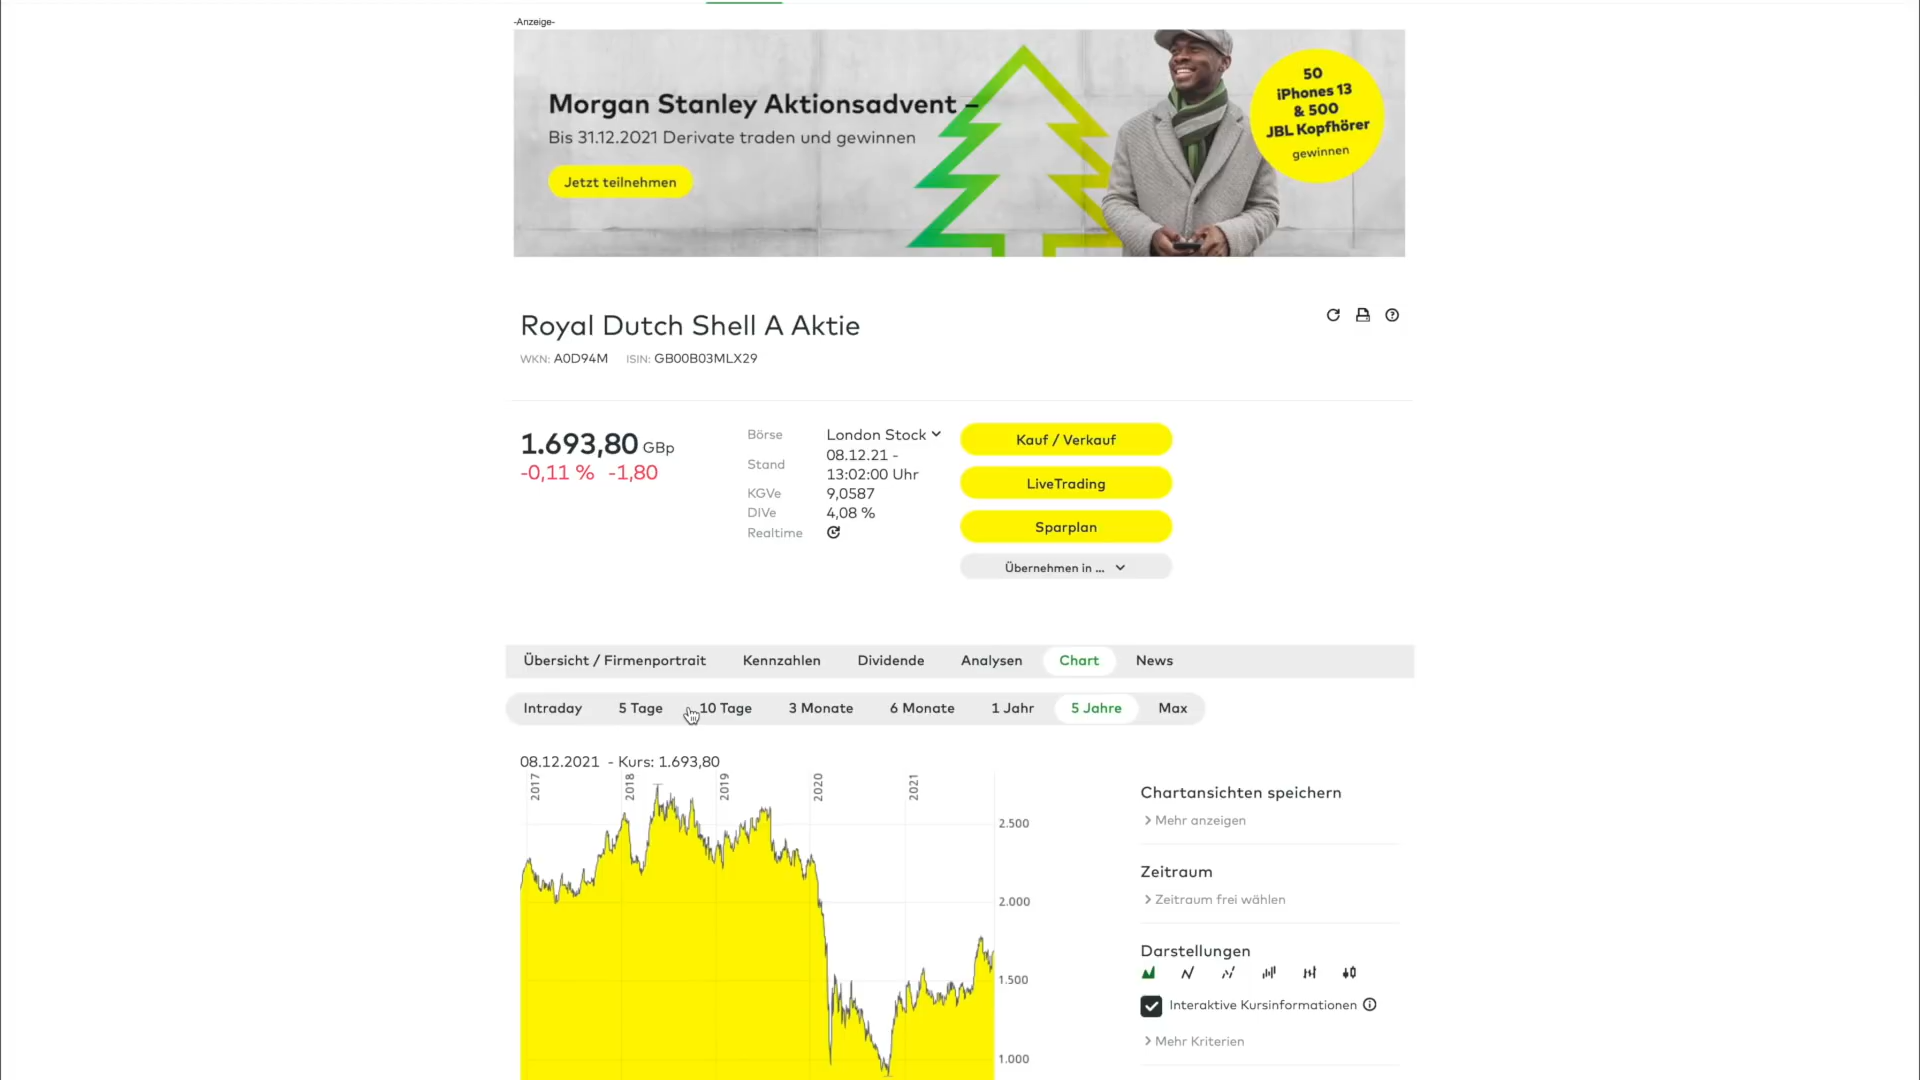 -Anzeige-
Morgan Stanley Aktionsadvent –
Bis 31.12.2021 Derivate traden und gewinnen
Jetzt teilnehmen
50
iPhones 13
& 500
JBL Kopfhörer
gewinnen
Royal Dutch Shell A Aktie
WKN: A0D94M ISIN: GB00B03MLX29
1.693,80 GBp
-0,11 % -1,80
Börse London Stock
Stand 08.12.21 -
13:02:00 Uhr
KGVe 9,0587
DIVe 4,08 %
Realtime
Kauf / Verkauf
LiveTrading
Sparplan
Übernehmen in ...
Übersicht / Firmenportrait Kennzahlen Dividende Analysen Chart News
Intraday 5 Tage 10 Tage 3 Monate 6 Monate 1 Jahr 5 Jahre Max
08.12.2021 - Kurs: 1.693,80
2017 2018 2019 2020 2021
2.500
2.000
1.500
1.000
Chartansichten speichern
Mehr anzeigen
Zeitraum
Zeitraum frei wählen
Darstellungen
Interaktive Kursinformationen
Mehr Kriterien